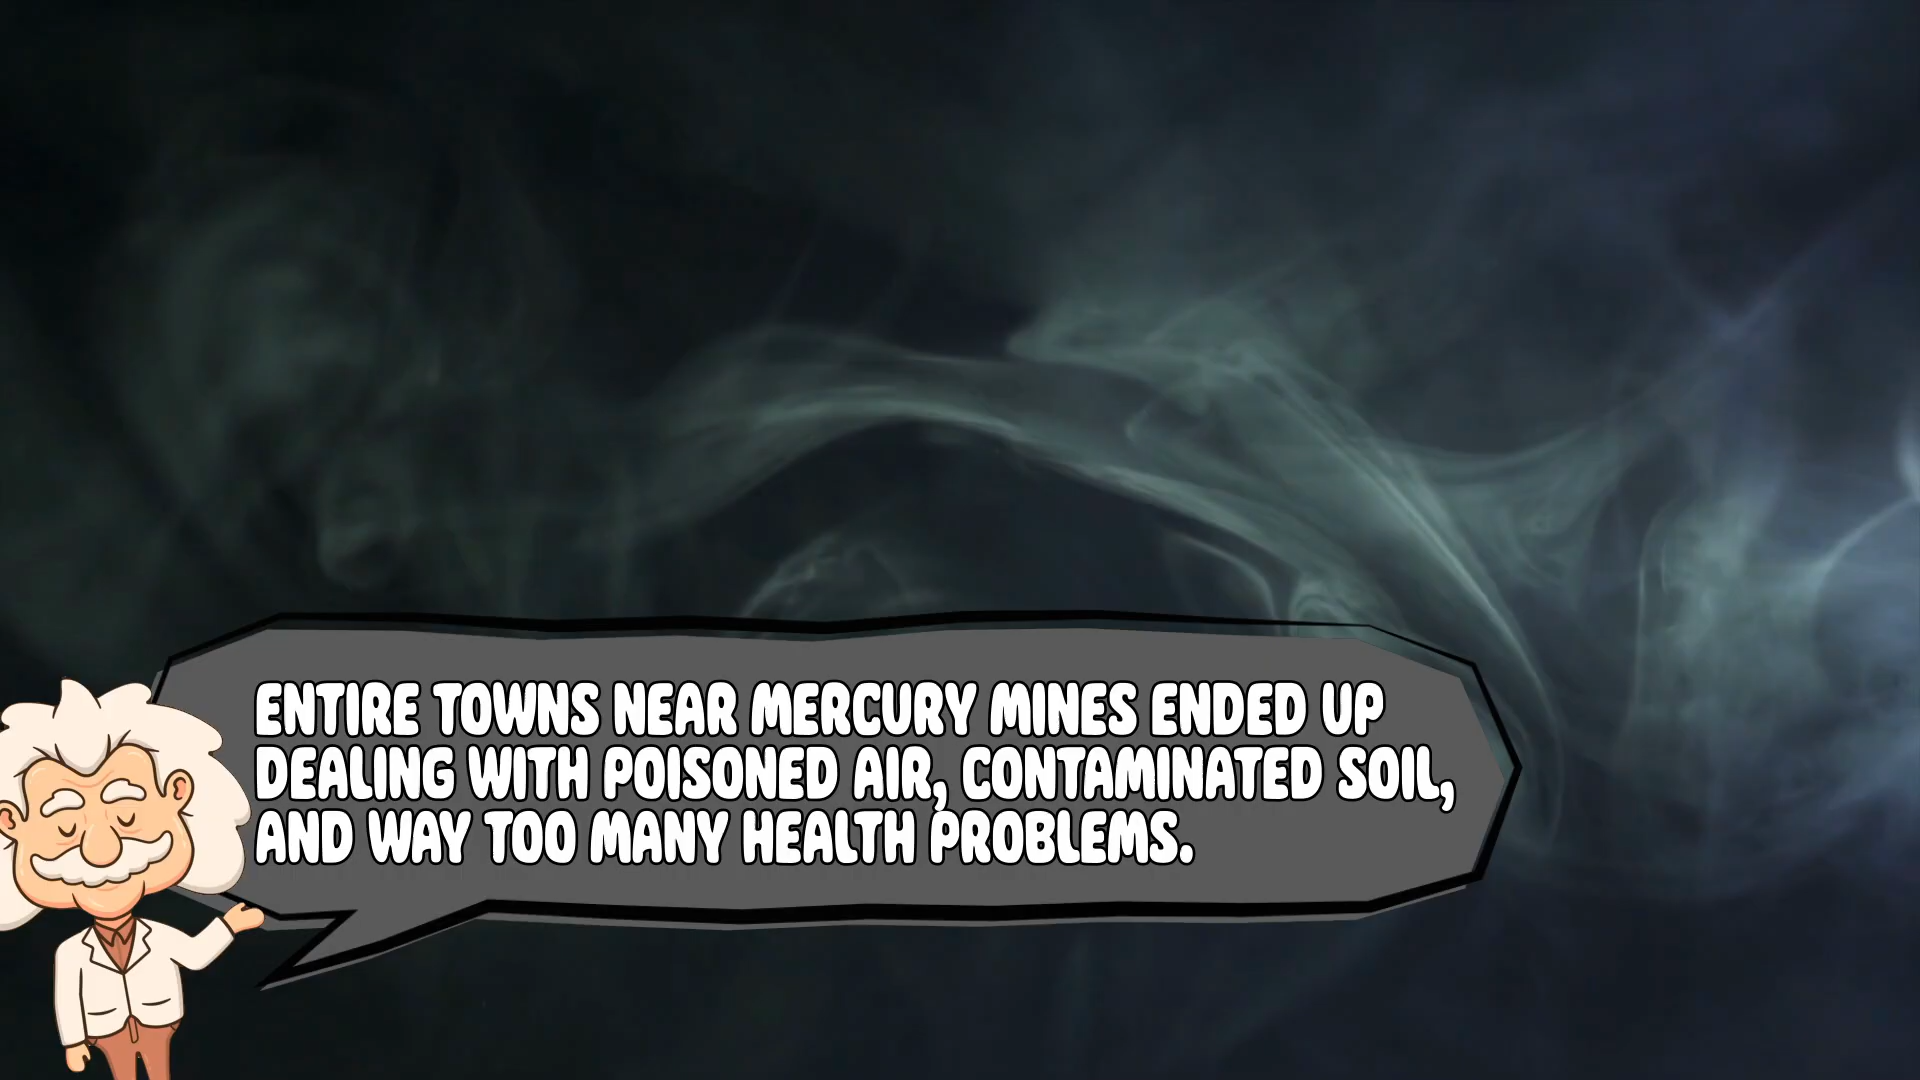 ENTIRE TOWNS NEAR MERCURY MINES ENDED UP
DEALING WITH POISONED AIR, CONTAMINATED SOIL,
AND WAY TOO MANY HEALTH PROBLEMS.